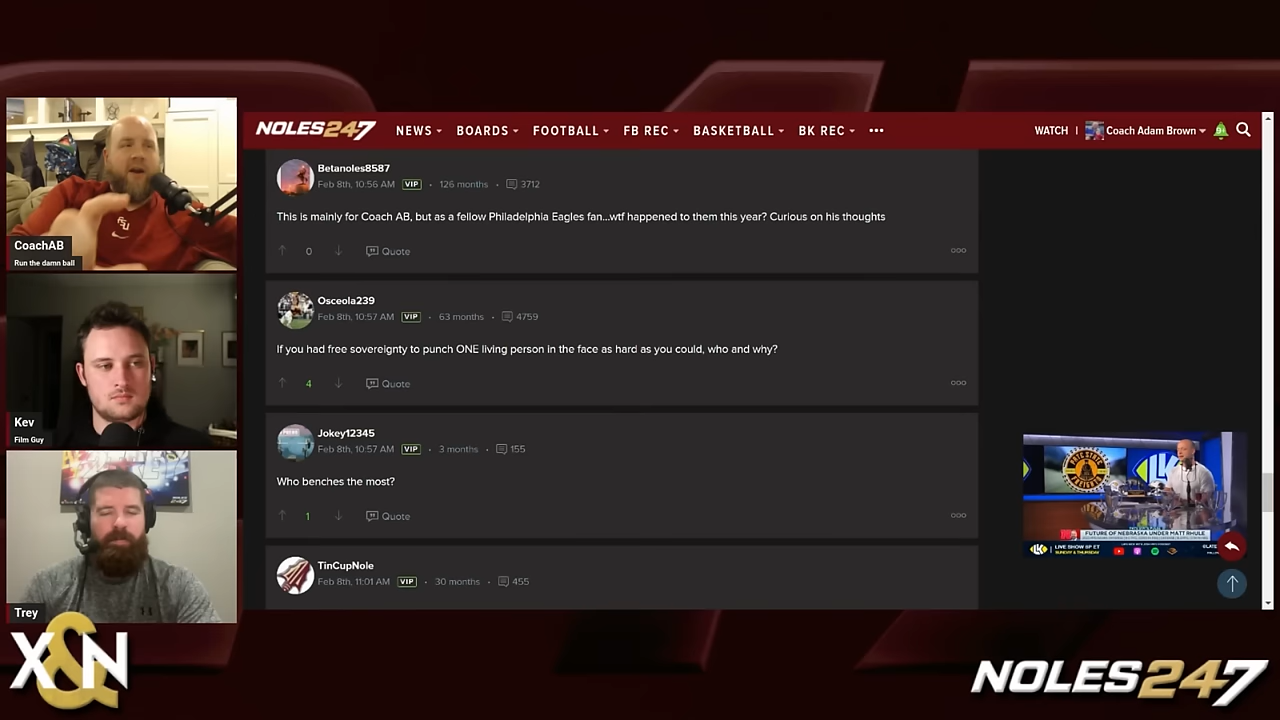 NOLES247
NEWS
BOARDS
FOOTBALL
FB REC
BASKETBALL
BK REC
WATCH
Coach Adam Brown
Betanoles8587
Feb 8th, 10:56 AM VIP • 126 months • 3712
This is mainly for Coach AB, but as a fellow Philadelphia Eagles fan...wtf happened to them this year? Curious on his thoughts
0 Quote
Osceola239
Feb 8th, 10:57 AM VIP • 63 months • 4759
If you had free sovereignty to punch ONE living person in the face as hard as you could, who and why?
4 Quote
Jokey12345
Feb 8th, 10:57 AM VIP • 3 months • 155
Who benches the most?
1 Quote
TinCupNole
Feb 8th, 11:01 AM VIP • 30 months • 455
CoachAB
Run the damn ball
Kev
Film Guy
Trey
FUTURE OF NEBRASKA UNDER MATT RHULE
LIVE SHOW 8P ET
SUNDAY & THURSDAY
X&N
NOLES247